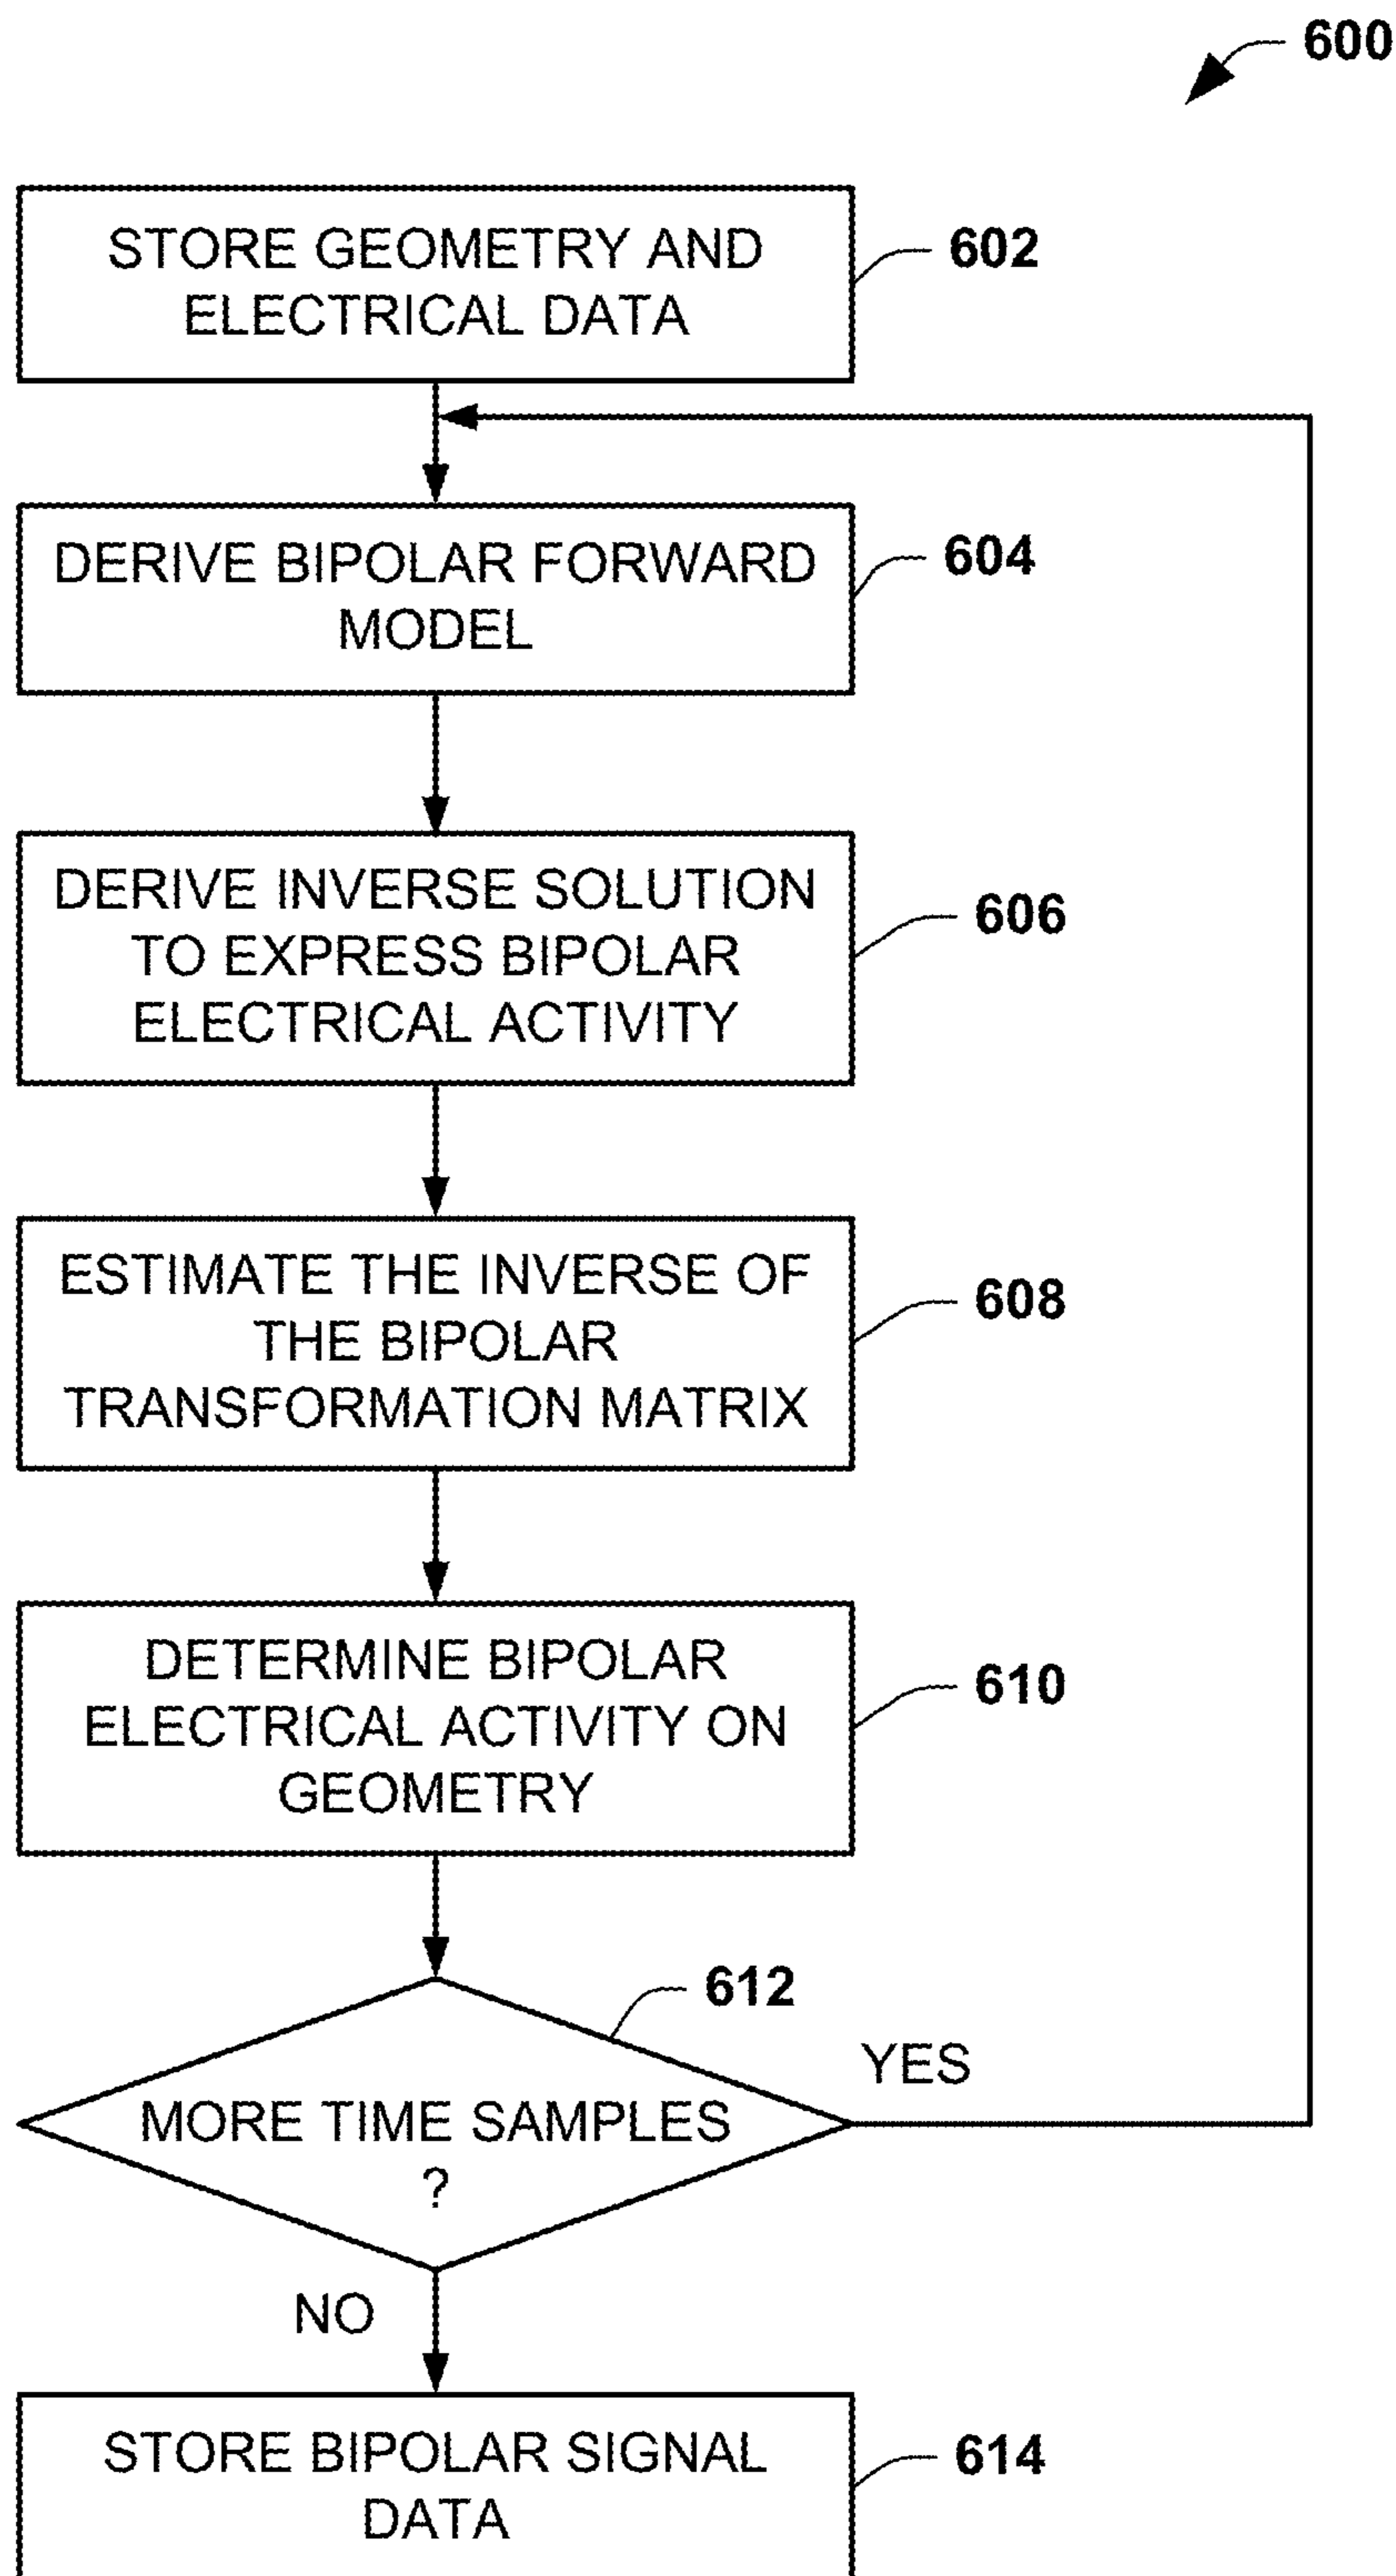 600
STORE GEOMETRY AND
ELECTRICAL DATA
602
DERIVE BIPOLAR FORWARD
MODEL
604
DERIVE INVERSE SOLUTION
TO EXPRESS BIPOLAR
ELECTRICAL ACTIVITY
606
ESTIMATE THE INVERSE OF
THE BIPOLAR
TRANSFORMATION MATRIX
608
DETERMINE BIPOLAR
ELECTRICAL ACTIVITY ON
GEOMETRY
610
612
MORE TIME SAMPLES
?
YES
NO
STORE BIPOLAR SIGNAL
DATA
614